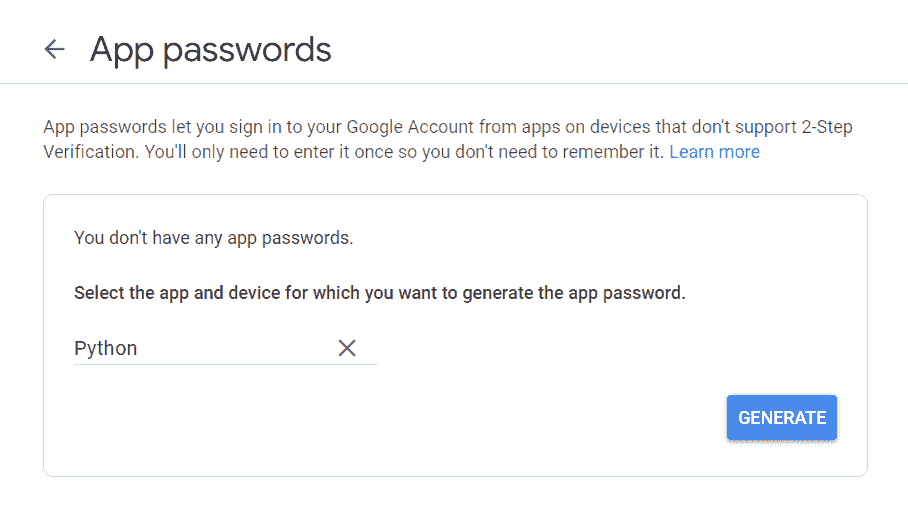 App passwords
App passwords let you sign in to your Google Account from apps on devices that don't support 2-Step
Verification. You'll only need to enter it once so you don't need to remember it. Learn more
You don't have any app passwords.
Select the app and device for which you want to generate the app password.
Python
GENERATE